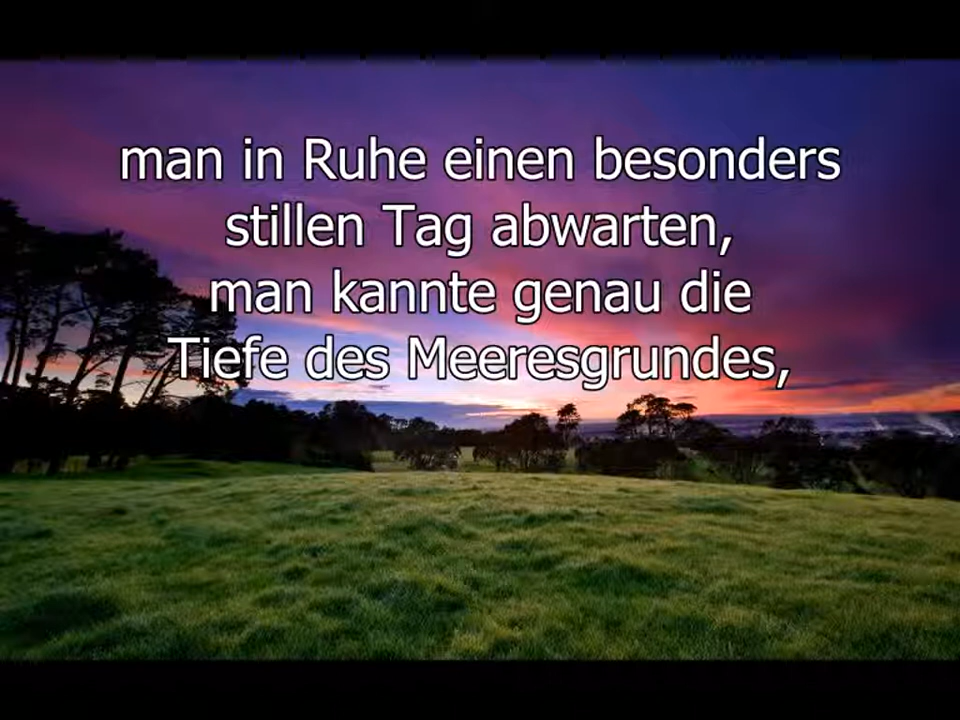 man in Ruhe einen besonders
stillen Tag abwarten,
man kannte genau die
Tiefe des Meeresgrundes,